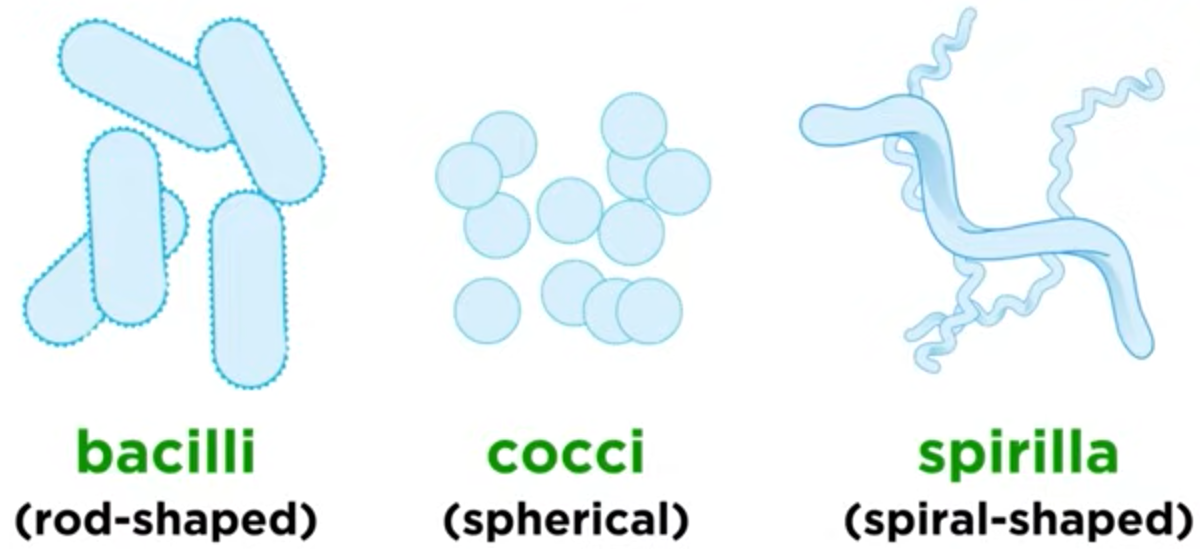 bacilli
(rod-shaped)
cocci
(spherical)
spirilla
(spiral-shaped)